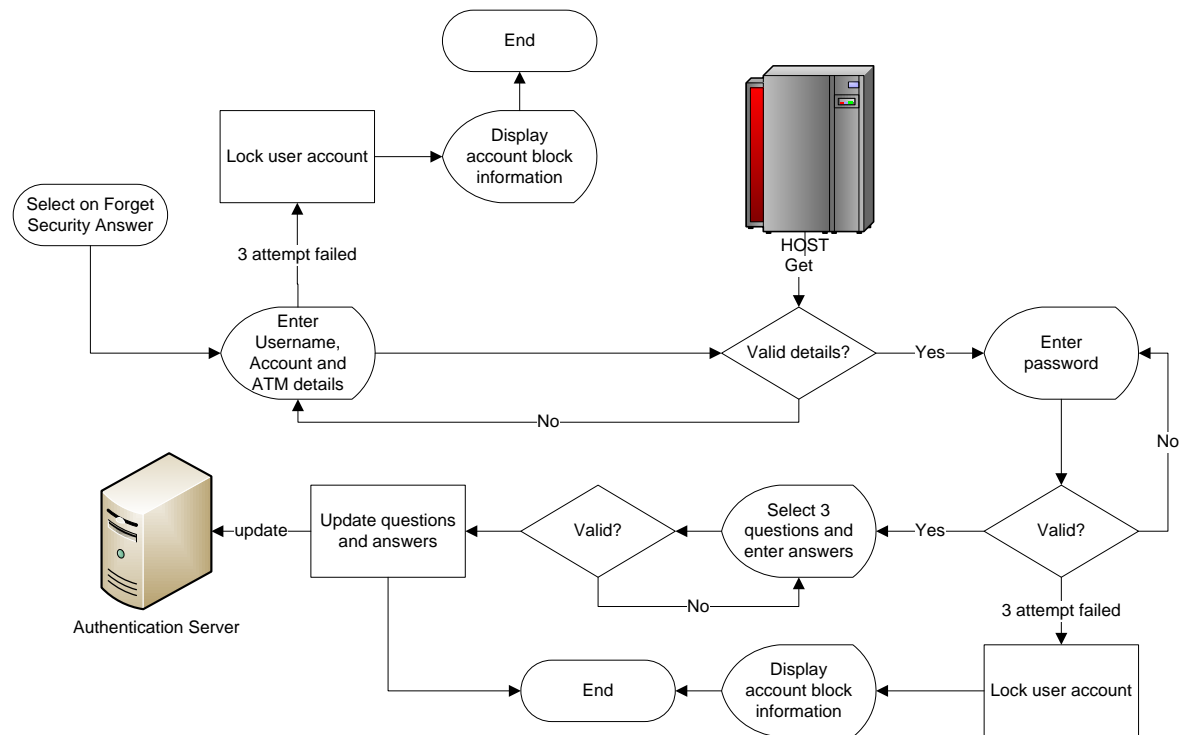 End
Lock user account
Display
account block
information
Select on Forget
Security Answer
3 attempt failed
HOST
Get
Enter
Username,
Account and
ATM details
Valid details?
Yes
Enter
password
No
No
Authentication Server
update
Update questions
and answers
Valid?
Select 3
questions and
enter answers
Yes
Valid?
No
3 attempt failed
End
Display
account block
information
Lock user account